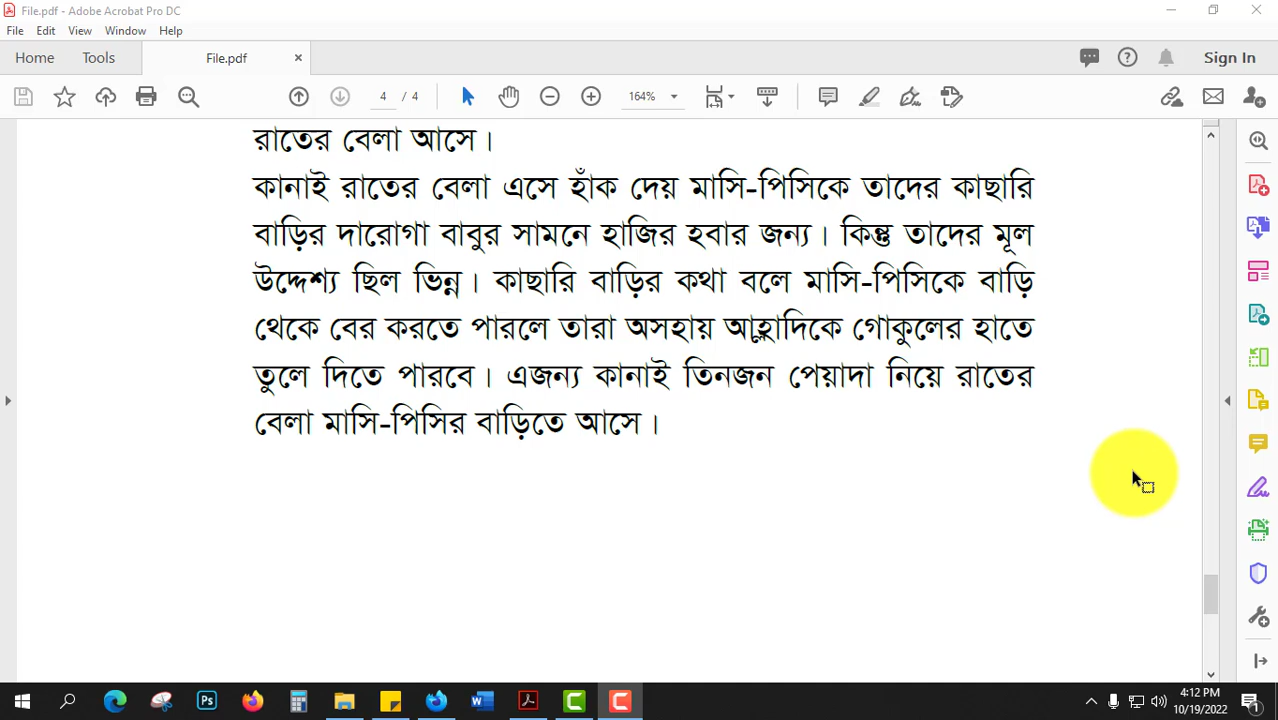 File.pdf - Adobe Acrobat Pro DC
File Edit View Window Help
Home Tools File.pdf × Sign In
4 / 4 164%
রাতের বেলা আসে।
কানাই রাতের বেলা এসে হাঁক দেয় মাসি-পিসিকে তাদের কাছারি
বাড়ির দারোগা বাবুর সামনে হাজির হবার জন্য। কিন্তু তাদের মূল
উদ্দেশ্য ছিল ভিন্ন। কাছারি বাড়ির কথা বলে মাসি-পিসিকে বাড়ি
থেকে বের করতে পারলে তারা অসহায় আহ্লাদিকে গোকুলের হাতে
তুলে দিতে পারবে। এজন্য কানাই তিনজন পেয়াদা নিয়ে রাতের
বেলা মাসি-পিসির বাড়িতে আসে।
4:12 PM
10/19/2022